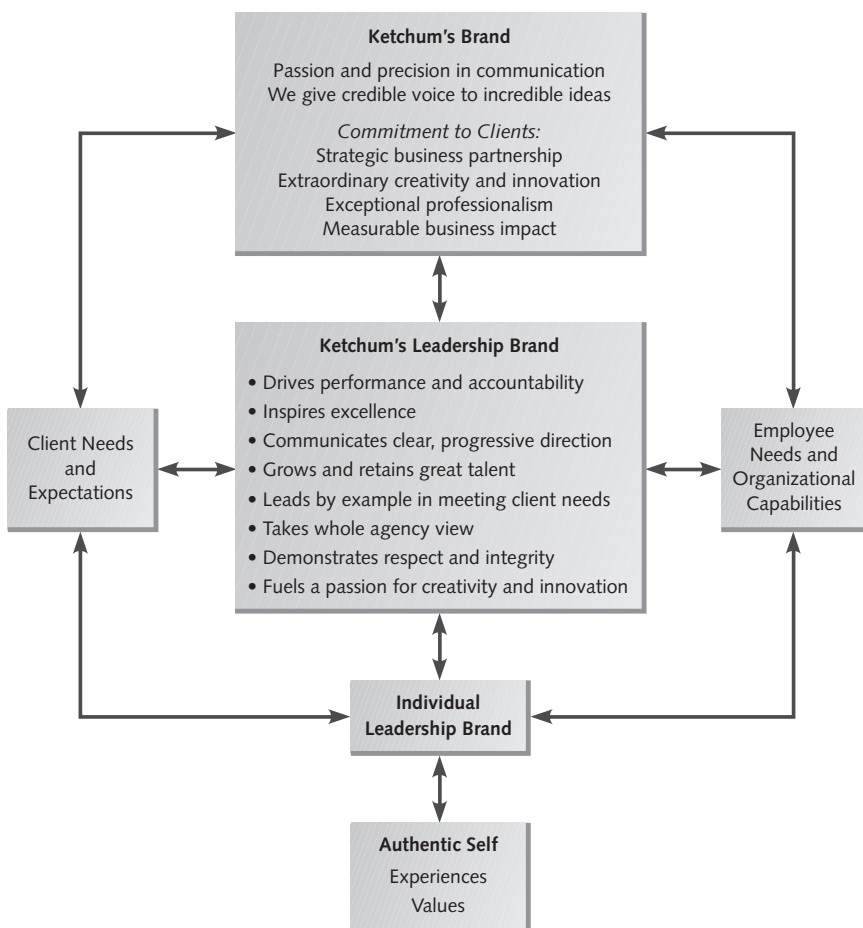 Ketchum's Brand
Passion and precision in communication
We give credible voice to incredible ideas
Commitment to Clients:
Strategic business partnership
Extraordinary creativity and innovation
Exceptional professionalism
Measurable business impact
Ketchum's Leadership Brand
• Drives performance and accountability
• Inspires excellence
• Communicates clear, progressive direction
• Grows and retains great talent
• Leads by example in meeting client needs
• Takes whole agency view
• Demonstrates respect and integrity
• Fuels a passion for creativity and innovation
Client Needs
and
Expectations
Employee
Needs and
Organizational
Capabilities
Individual
Leadership Brand
Authentic Self
Experiences
Values